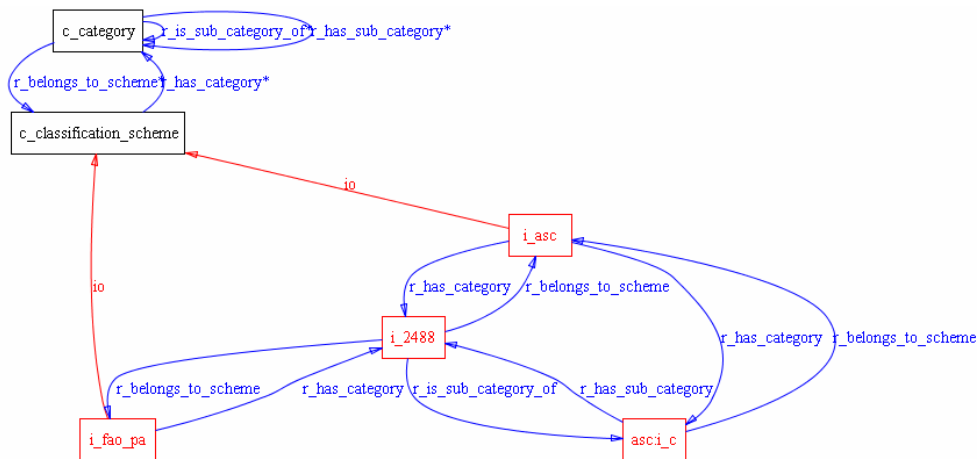 c_category
r_is_sub_category_of*
r_has_sub_category*
r_belongs_to_scheme*
r_has_category*
c_classification_scheme
io
i_asc
io
r_has_category
r_belongs_to_scheme
i_2488
r_has_category
r_belongs_to_scheme
r_belongs_to_scheme
r_has_category
r_is_sub_category_of
r_has_sub_category
i_fao_pa
asc:i_c